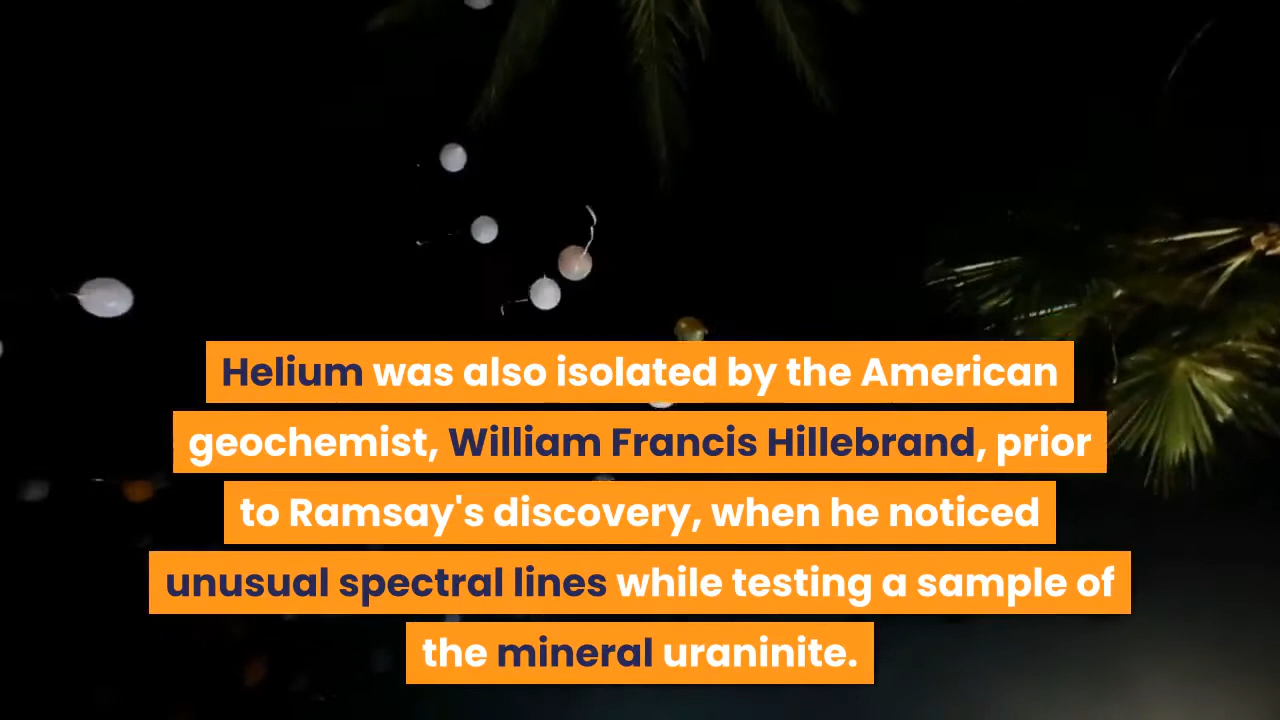 Helium was also isolated by the American
geochemist, William Francis Hillebrand, prior
to Ramsay's discovery, when he noticed
unusual spectral lines while testing a sample of
the mineral uraninite.